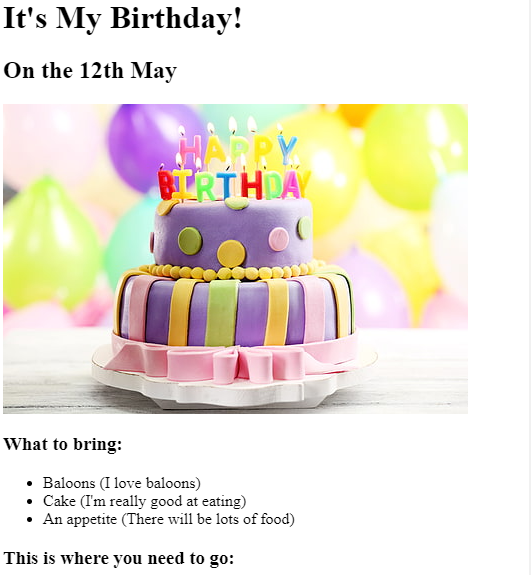 It's My Birthday!
On the 12th May
HAPPY
BIRTHDAY
What to bring:
Baloons (I love baloons)
Cake (I'm really good at eating)
An appetite (There will be lots of food)
This is where you need to go: